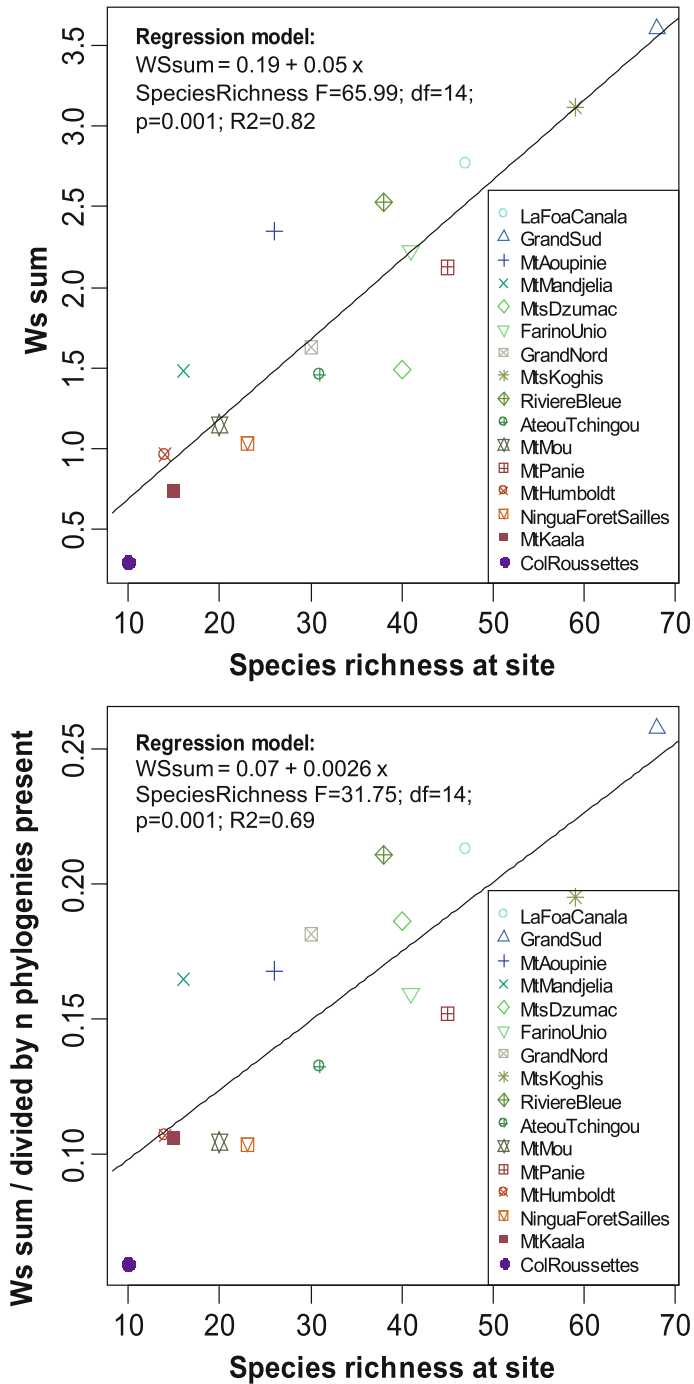 Regression model:
WSsum = 0.19 + 0.05 x
SpeciesRichness F=65.99; df=14;
p=0.001; R2=0.82
Ws sum
3.5
3.0
2.5
2.0
1.5
1.0
0.5
LaFoaCanala
GrandSud
MtAoupinie
MtMandjelia
MtsDzumac
FarinoUnio
GrandNord
MtsKoghis
RiviereBleue
AteouTchingou
MtMou
MtPanie
MtHumboldt
NinguaForetSailles
MtKaala
ColRoussettes
10 20 30 40 50 60 70
Species richness at site
Regression model:
WSsum = 0.07 + 0.0026 x
SpeciesRichness F=31.75; df=14;
p=0.001; R2=0.69
Ws sum / divided by n phylogenies present
0.25
0.20
0.15
0.10
LaFoaCanala
GrandSud
MtAoupinie
MtMandjelia
MtsDzumac
FarinoUnio
GrandNord
MtsKoghis
RiviereBleue
AteouTchingou
MtMou
MtPanie
MtHumboldt
NinguaForetSailles
MtKaala
ColRoussettes
10 20 30 40 50 60 70
Species richness at site